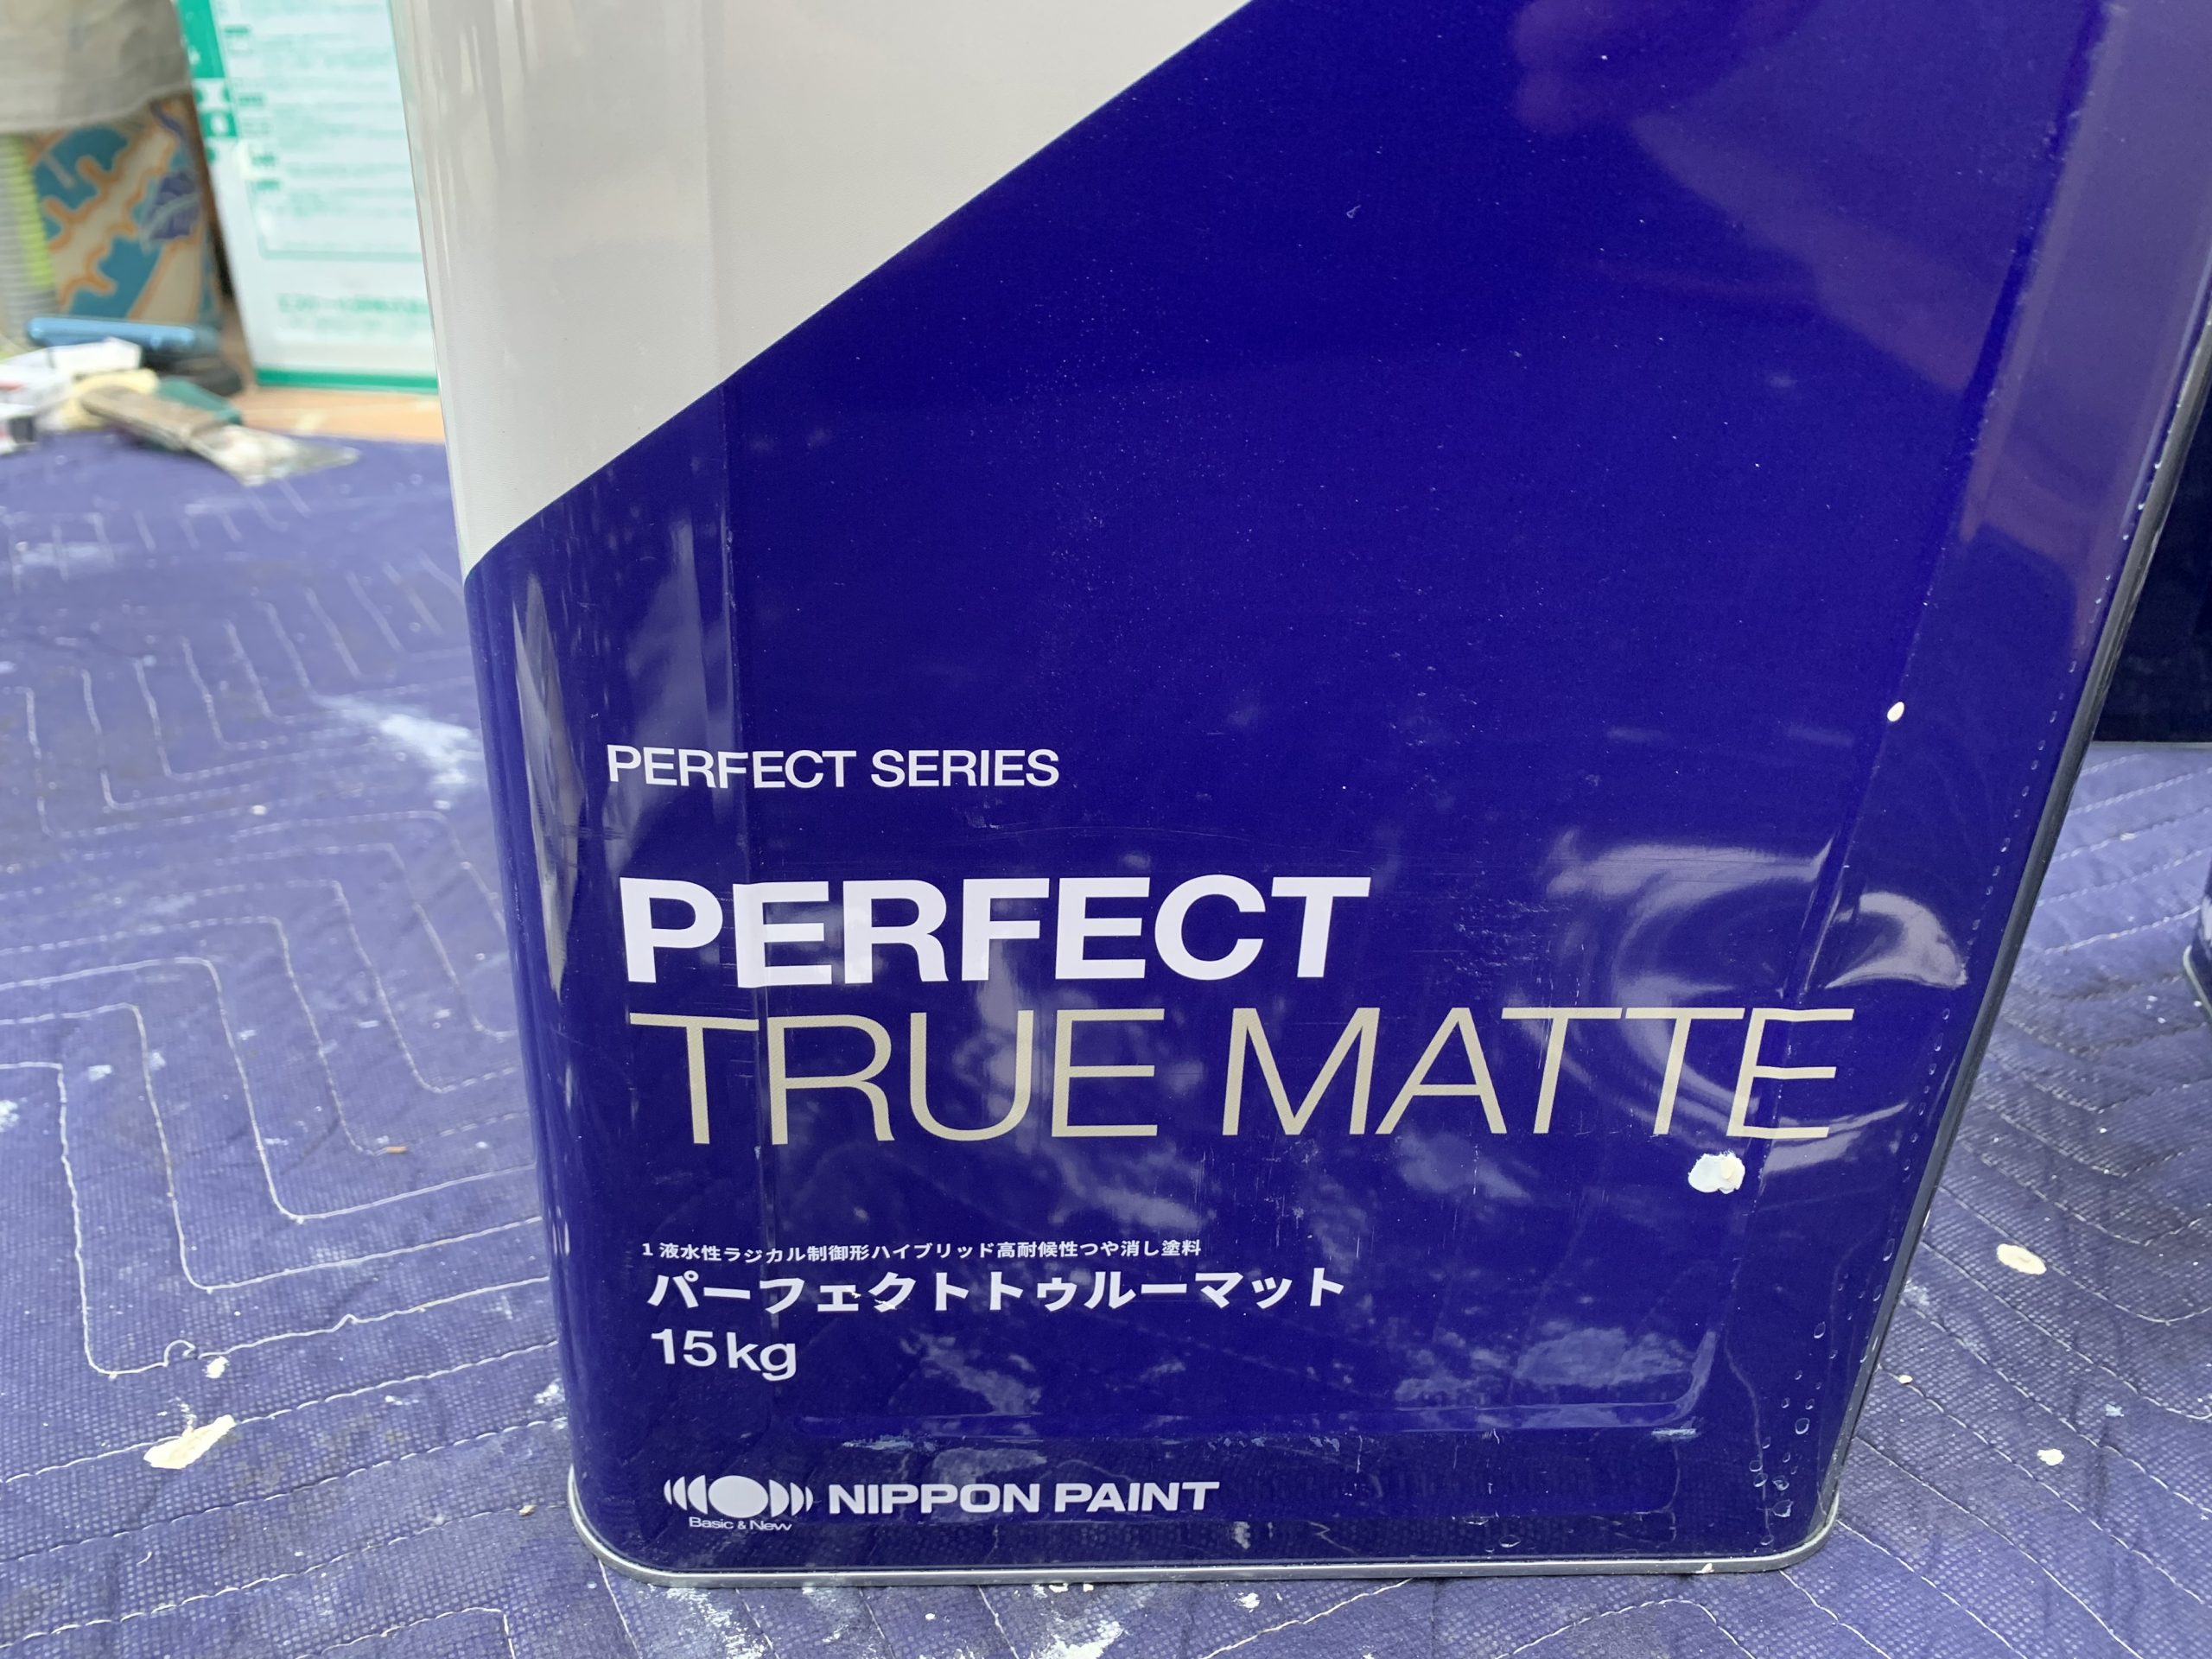 PERFECT SERIES
PERFECT
TRUE MATTE
1液水性ラジカル制御形ハイブリッド高耐候性つや消し塗料
パーフェクトトゥルーマット
15kg
NIPPON PAINT
Basic & New